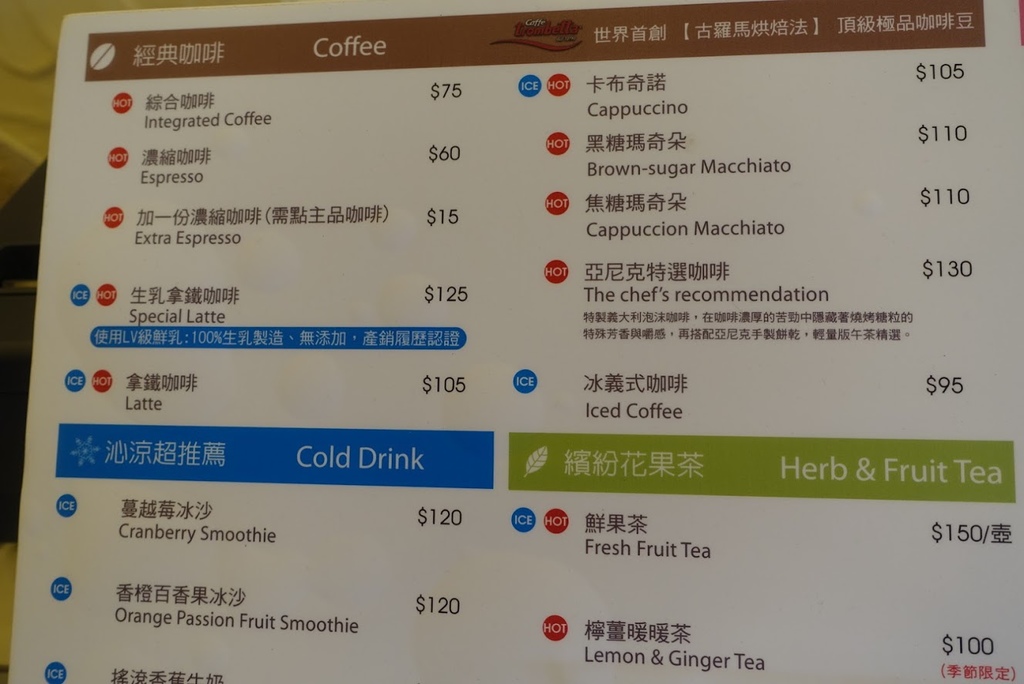 經典咖啡 Coffee
Caffe trombetta 世界首創 【古羅馬烘焙法】 頂級極品咖啡豆
HOT 綜合咖啡 $75
Integrated Coffee
HOT 濃縮咖啡 $60
Espresso
HOT 加一份濃縮咖啡(需點主品咖啡) $15
Extra Espresso
ICE HOT 生乳拿鐵咖啡 $125
Special Latte
使用LV級鮮乳:100%生乳製造、無添加，產銷履歷認證
ICE HOT 拿鐵咖啡 $105
Latte
ICE HOT 卡布奇諾 $105
Cappuccino
HOT 黑糖瑪奇朵 $110
Brown-sugar Macchiato
HOT 焦糖瑪奇朵 $110
Cappuccion Macchiato
HOT 亞尼克特選咖啡 $130
The chef's recommendation
特製義大利泡沫咖啡，在咖啡濃厚的苦勁中隱藏著燒烤糖粒的
特殊芳香與嚼感，再搭配亞尼克手製餅乾，輕量版午茶精選。
ICE 冰義式咖啡 $95
Iced Coffee
沁涼超推薦 Cold Drink
ICE 蔓越莓冰沙 $120
Cranberry Smoothie
ICE 香橙百香果冰沙 $120
Orange Passion Fruit Smoothie
ICE 搖滾香蕉牛奶
繽紛花果茶 Herb & Fruit Tea
ICE HOT 鮮果茶 $150/壺
Fresh Fruit Tea
HOT 檸薑暖暖茶 $100
Lemon & Ginger Tea (季節限定)